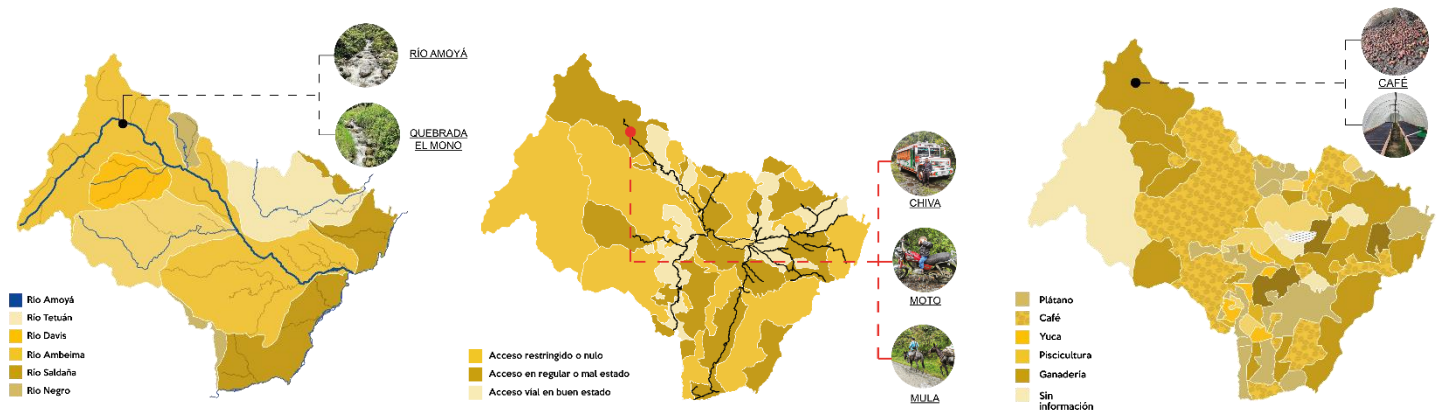 RÍO AMOYÁ
QUEBRADA
EL MONO
Río Amoyá
Río Tetuán
Río Davis
Río Ambeima
Río Saldaña
Río Negro
CHIVA
MOTO
MULA
Acceso restringido o nulo
Acceso en regular o mal estado
Acceso vial en buen estado
CAFÉ
Plátano
Café
Yuca
Piscicultura
Ganadería
Sin
información